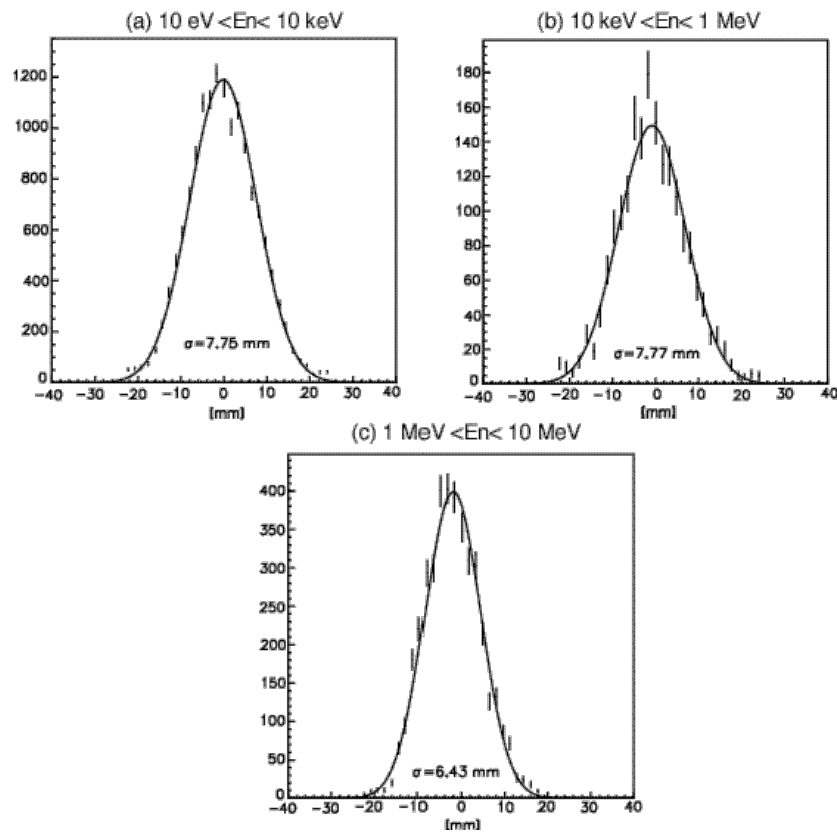 (a) 10 eV <En< 10 keV
1200
1000
800
600
400
200
0
σ=7.75 mm
−40 −30 −20 −10 0 10 20 30 40
[mm]
(b) 10 keV <En< 1 MeV
180
160
140
120
100
80
60
40
20
0
σ=7.77 mm
−40 −30 −20 −10 0 10 20 30 40
[mm]
(c) 1 MeV <En< 10 MeV
400
350
300
250
200
150
100
50
0
σ=6.43 mm
−40 −30 −20 −10 0 10 20 30 40
[mm]